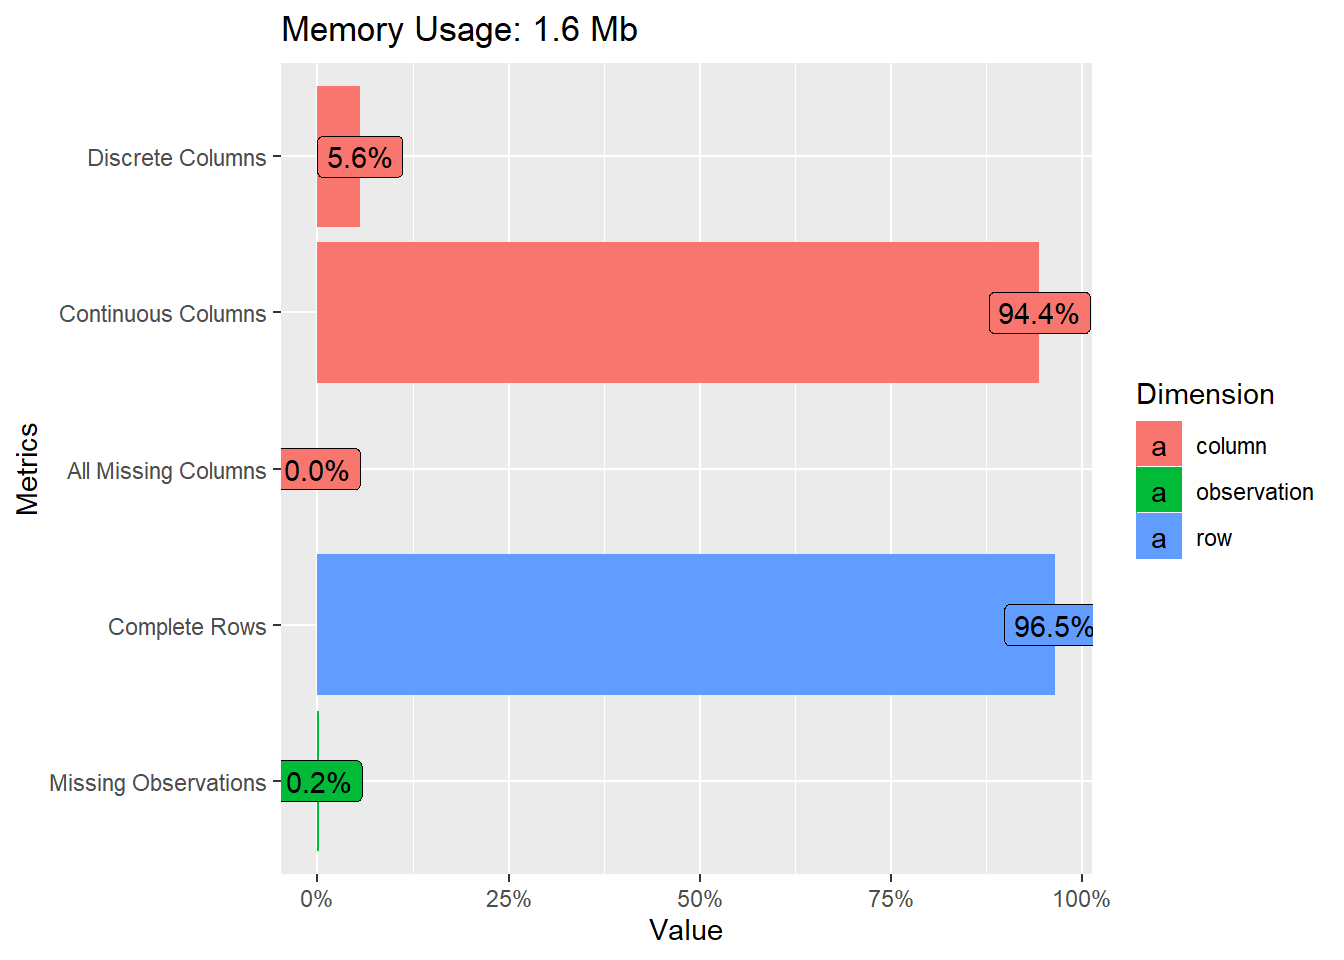 Memory Usage: 1.6 Mb
Discrete Columns
5.6%
Continuous Columns
94.4%
All Missing Columns
0.0%
Complete Rows
96.5%
Missing Observations
0.2%
Metrics
0%
25%
50%
75%
100%
Value
Dimension
a column
a observation
a row